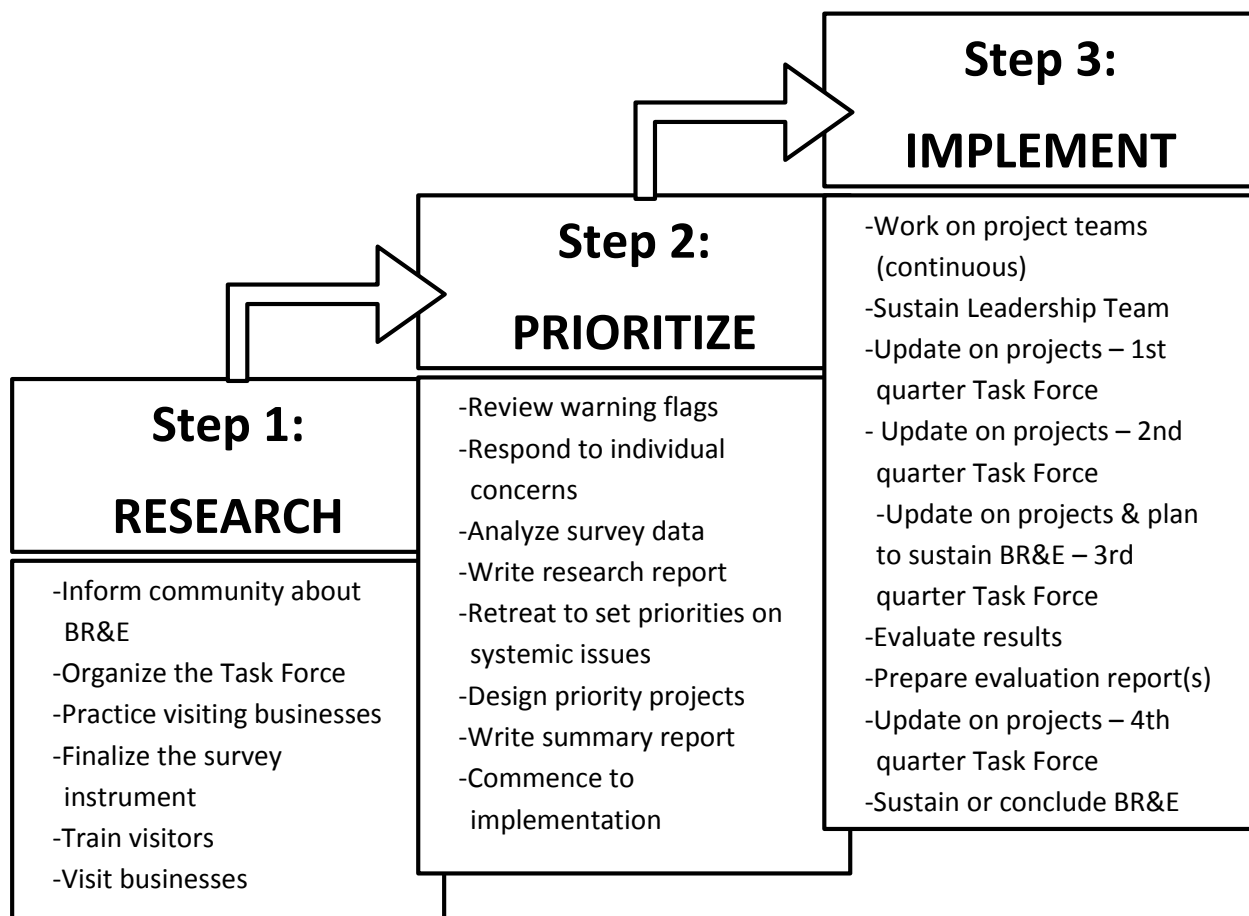 Step 1:
RESEARCH
-Inform community about
BR&E
-Organize the Task Force
-Practice visiting businesses
-Finalize the survey
instrument
-Train visitors
-Visit businesses
Step 2:
PRIORITIZE
-Review warning flags
-Respond to individual
concerns
-Analyze survey data
-Write research report
-Retreat to set priorities on
systemic issues
-Design priority projects
-Write summary report
-Commence to
implementation
Step 3:
IMPLEMENT
-Work on project teams
(continuous)
-Sustain Leadership Team
-Update on projects – 1st
quarter Task Force
- Update on projects – 2nd
quarter Task Force
-Update on projects & plan
to sustain BR&E – 3rd
quarter Task Force
-Evaluate results
-Prepare evaluation report(s)
-Update on projects – 4th
quarter Task Force
-Sustain or conclude BR&E